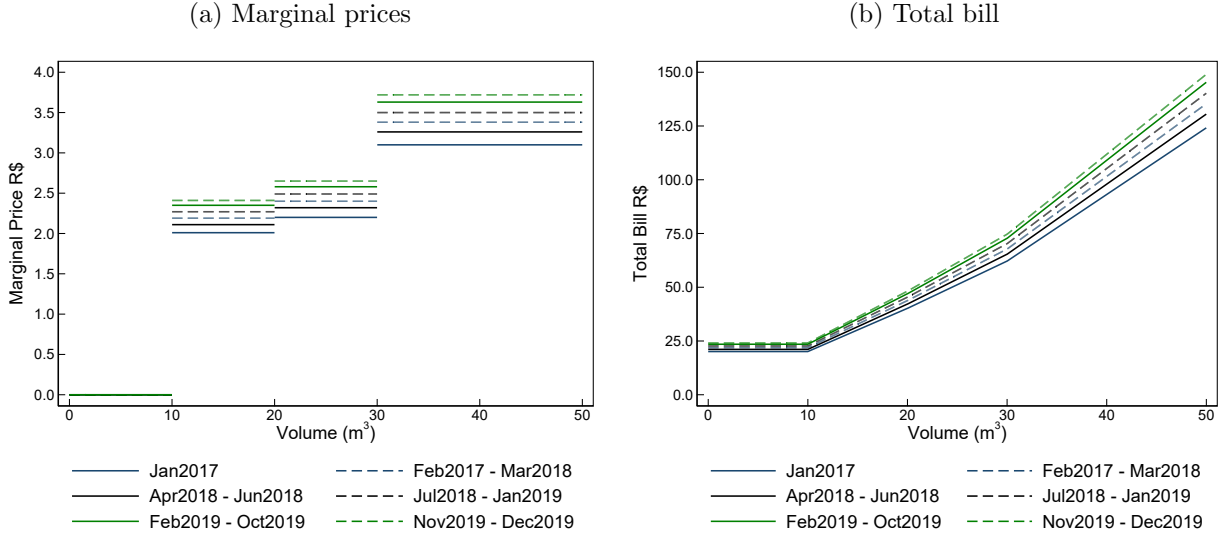 (a) Marginal prices
Marginal Price R$
4.0
3.5
3.0
2.5
2.0
1.5
1.0
0.5
0.0
0 10 20 30 40 50
Volume (m³)
Jan2017 Feb2017 - Mar2018
Apr2018 - Jun2018 Jul2018 - Jan2019
Feb2019 - Oct2019 Nov2019 - Dec2019
(b) Total bill
Total Bill R$
150.0
125.0
100.0
75.0
50.0
25.0
0.0
0 10 20 30 40 50
Volume (m³)
Jan2017 Feb2017 - Mar2018
Apr2018 - Jun2018 Jul2018 - Jan2019
Feb2019 - Oct2019 Nov2019 - Dec2019